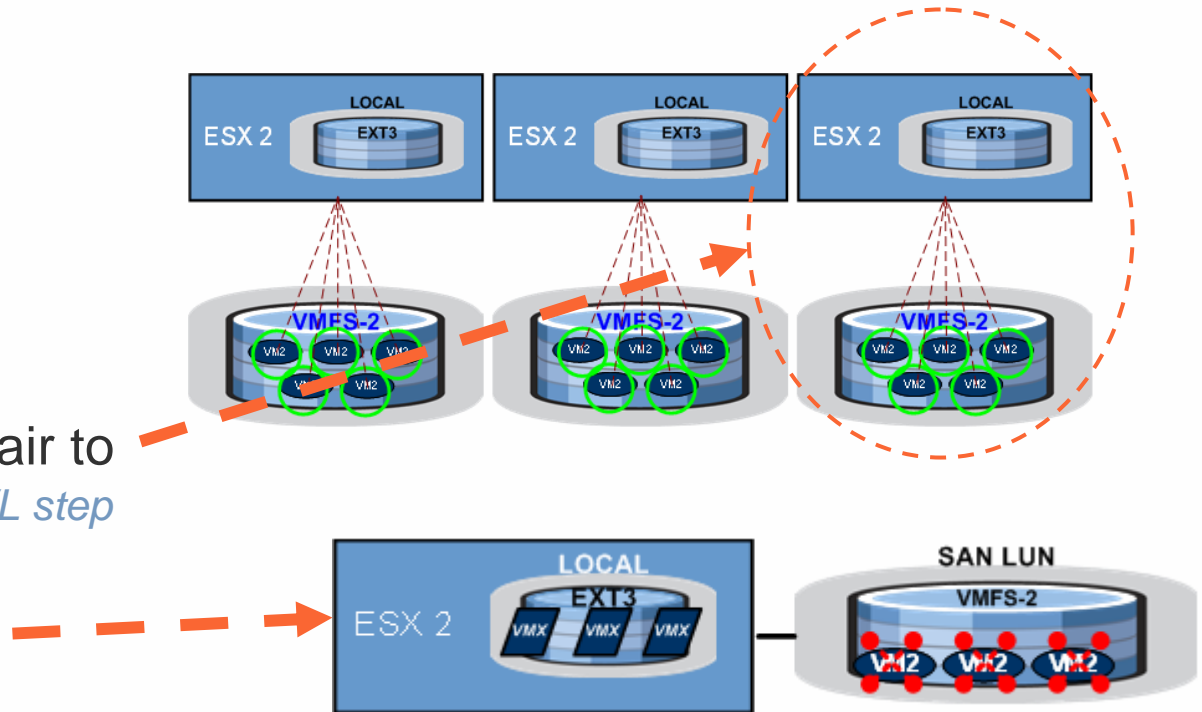 LOCAL LOCAL LOCAL
ESX 2 EXT3 ESX 2 EXT3 ESX 2 EXT3
VMFS-2 VMFS-2 VMFS-2
VM2 VM2 VM2 VM2 VM2 VM2 VM2 VM2 VM2
VM2 VM2 VM2 VM2 VM2
air to
L step
SAN LUN
LOCAL
EXT3 VMFS-2
ESX 2 VMX VMX VMX
VM2 VM2 VM2